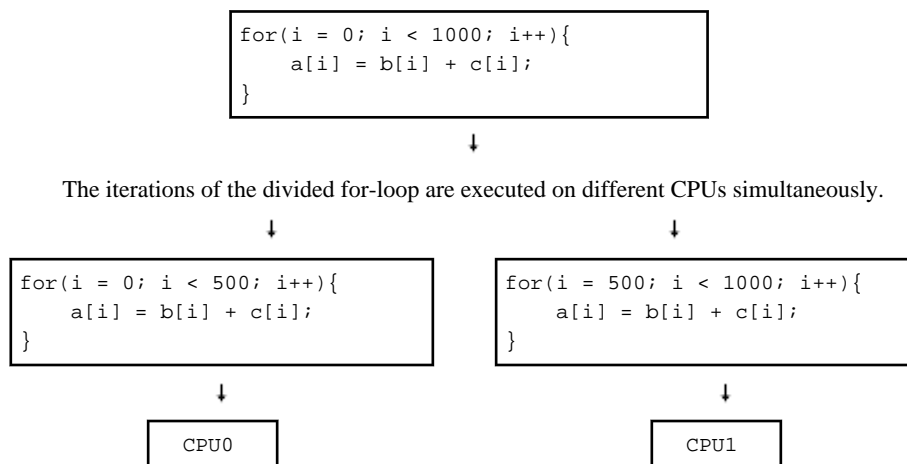 for(i = 0; i < 1000; i++){
    a[i] = b[i] + c[i];
}
The iterations of the divided for-loop are executed on different CPUs simultaneously.
for(i = 0; i < 500; i++){
    a[i] = b[i] + c[i];
}
for(i = 500; i < 1000; i++){
    a[i] = b[i] + c[i];
}
CPU0
CPU1